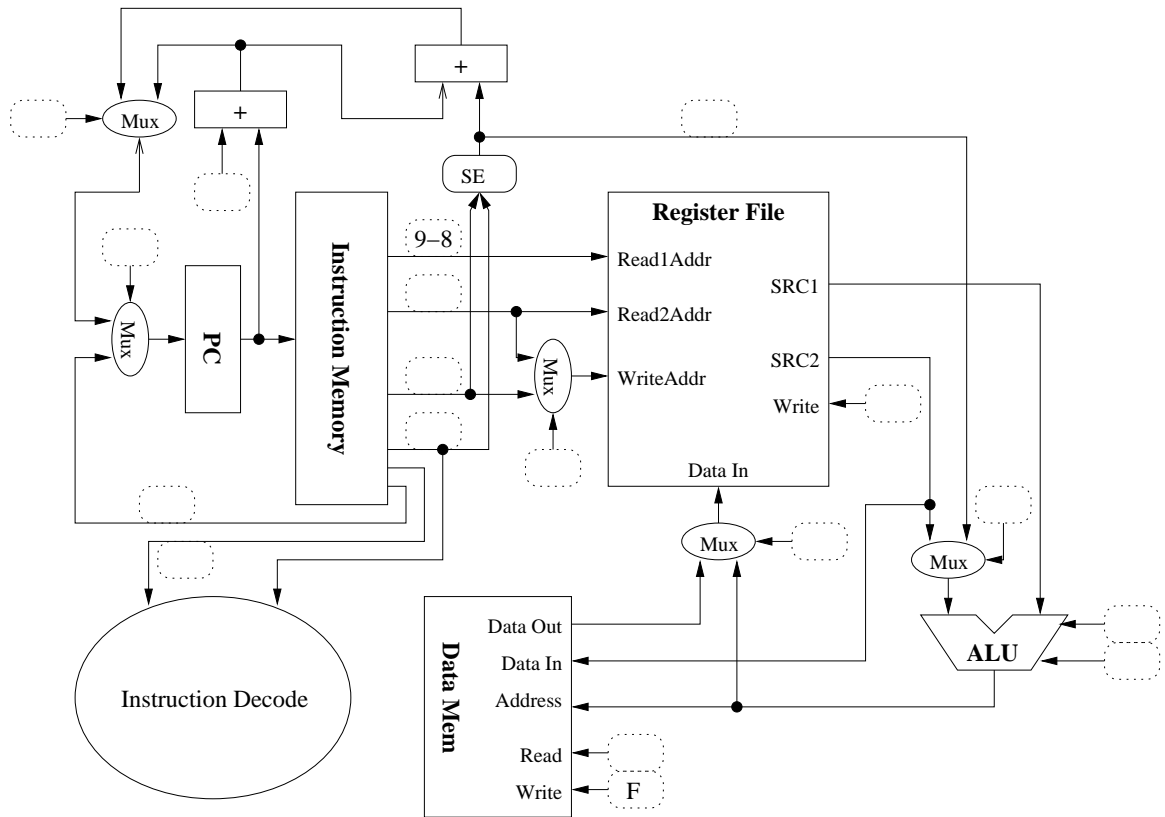 +
Mux
+
SE
Mux
PC
Instruction Memory
9–8
Register File
Read1Addr
Read2Addr
WriteAddr
SRC1
SRC2
Write
Data In
Mux
Mux
Mux
ALU
Instruction Decode
Data Mem
Data Out
Data In
Address
Read
Write
F